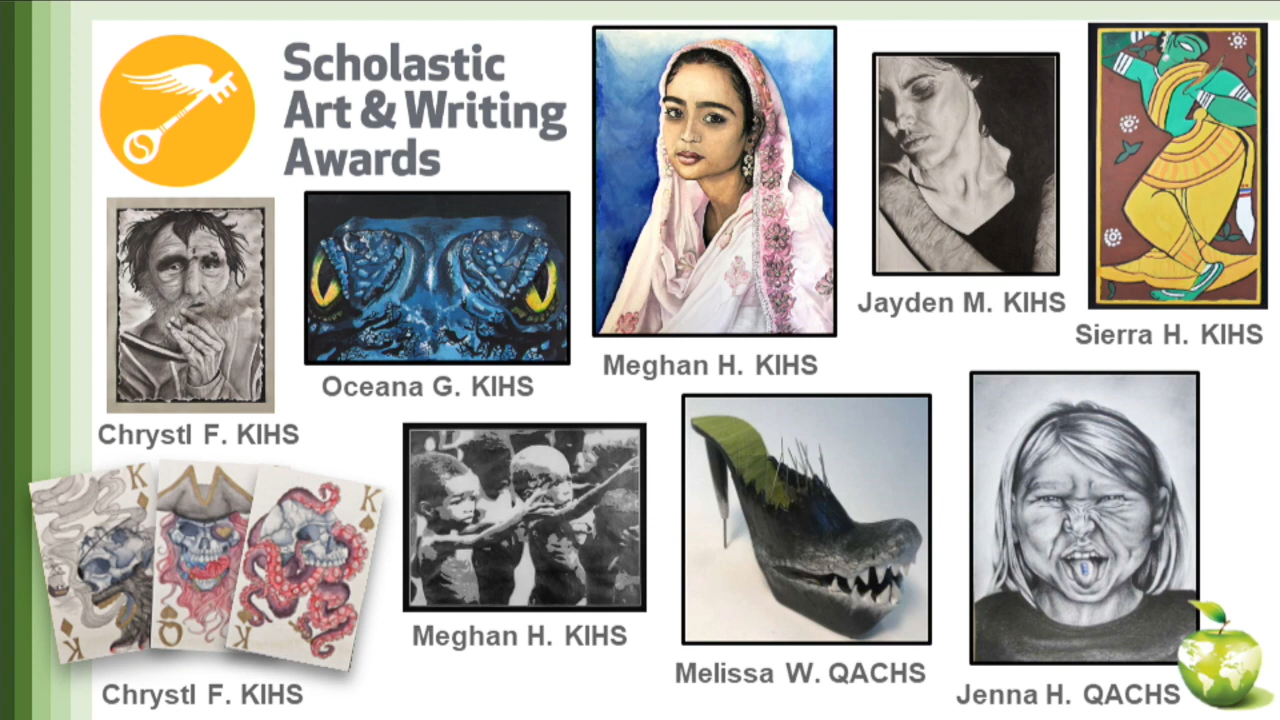 Scholastic
Art & Writing
Awards
Jayden M. KIHS
Sierra H. KIHS
Meghan H. KIHS
Oceana G. KIHS
Chrystl F. KIHS
K
K
Q
K
K
Meghan H. KIHS
Melissa W. QACHS
Chrystl F. KIHS
Jenna H. QACHS